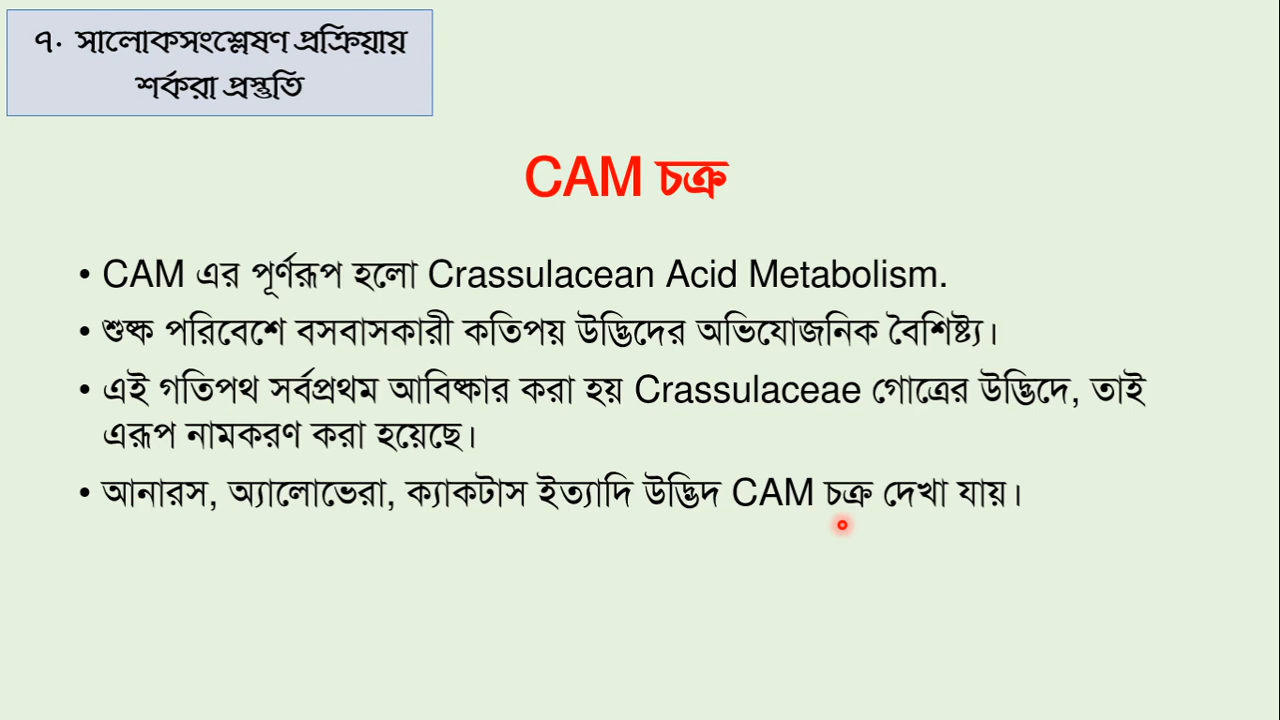 ৭. সালোকসংশ্লেষণ প্রক্রিয়ায়
শর্করা প্রস্তুতি
CAM চক্র
• CAM এর পূর্ণরূপ হলো Crassulacean Acid Metabolism.
• শুষ্ক পরিবেশে বসবাসকারী কতিপয় উদ্ভিদের অভিযোজনিক বৈশিষ্ট্য।
• এই গতিপথ সর্বপ্রথম আবিষ্কার করা হয় Crassulaceae গোত্রের উদ্ভিদে, তাই
এরূপ নামকরণ করা হয়েছে।
• আনারস, অ্যালোভেরা, ক্যাকটাস ইত্যাদি উদ্ভিদ CAM চক্র দেখা যায়।